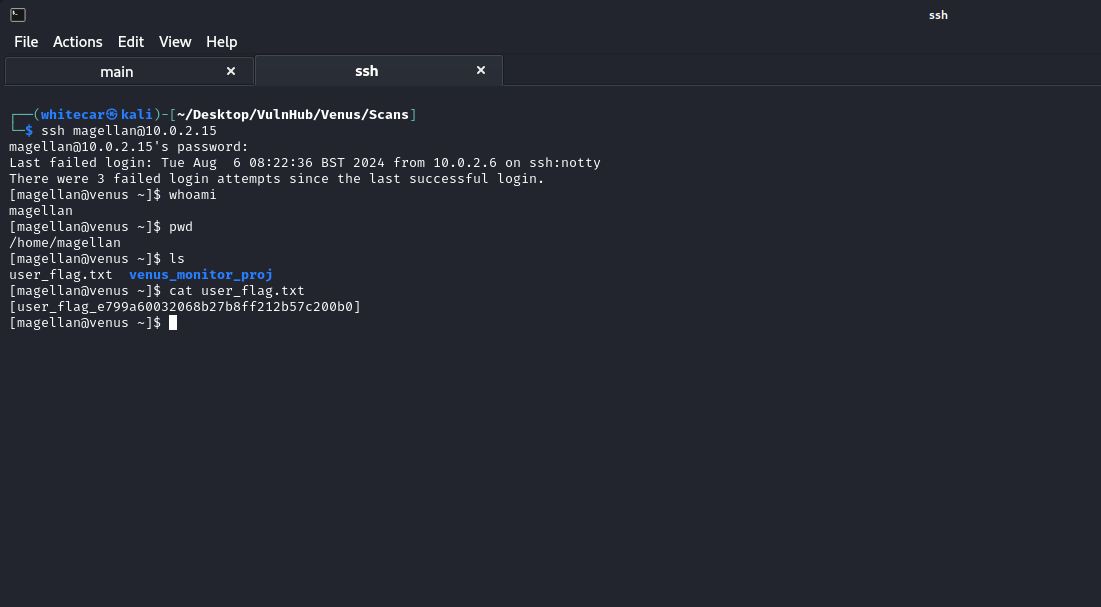 ssh
File Actions Edit View Help
main × ssh ×
┌──(whitecar㉿kali)-[~/Desktop/VulnHub/Venus/Scans]
└─$ ssh magellan@10.0.2.15
magellan@10.0.2.15's password:
Last failed login: Tue Aug  6 08:22:36 BST 2024 from 10.0.2.6 on ssh:notty
There were 3 failed login attempts since the last successful login.
[magellan@venus ~]$ whoami
magellan
[magellan@venus ~]$ pwd
/home/magellan
[magellan@venus ~]$ ls
user_flag.txt  venus_monitor_proj
[magellan@venus ~]$ cat user_flag.txt
[user_flag_e799a60032068b27b8ff212b57c200b0]
[magellan@venus ~]$